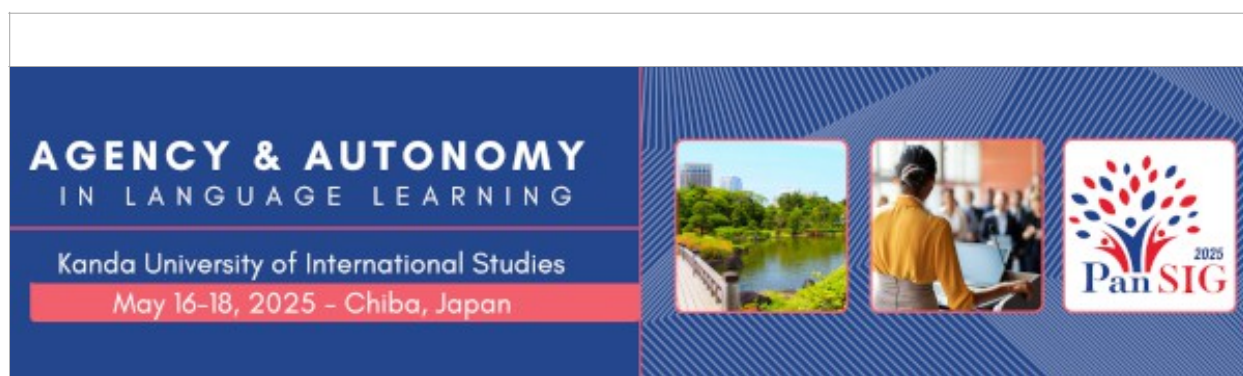 AGENCY & AUTONOMY
IN LANGUAGE LEARNING
Kanda University of International Studies
May 16-18, 2025 - Chiba, Japan
2025
PanSIG